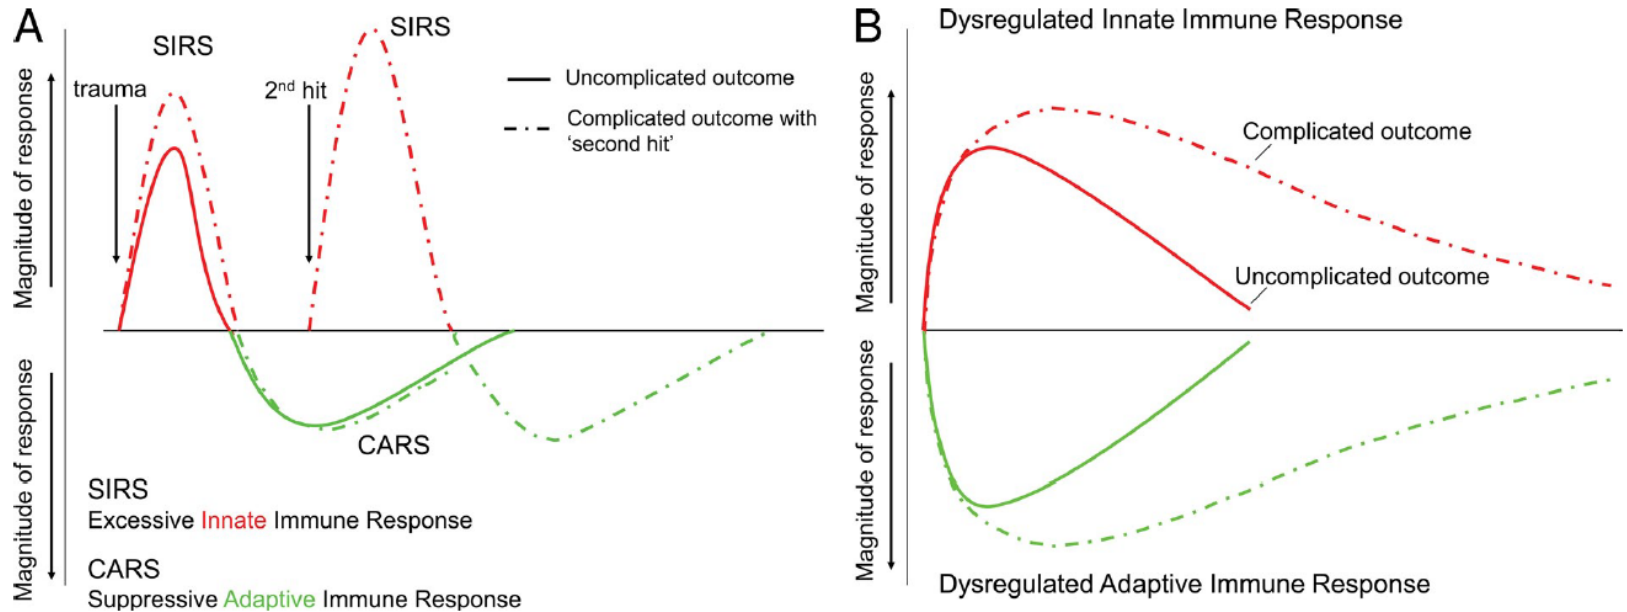 A
SIRS
SIRS
trauma
2nd hit
Magnitude of response
Uncomplicated outcome
Complicated outcome with
‘second hit’
CARS
Magnitude of response
SIRS
Excessive Innate Immune Response
CARS
Suppressive Adaptive Immune Response
B
Dysregulated Innate Immune Response
Magnitude of response
Complicated outcome
Uncomplicated outcome
Magnitude of response
Dysregulated Adaptive Immune Response